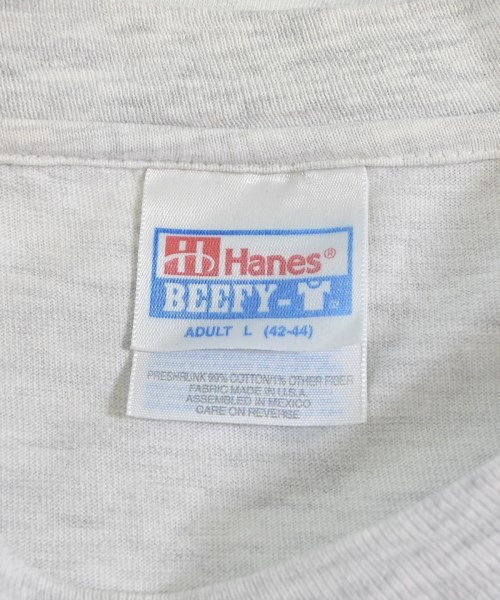 H Hanes®
BEEFY-T™
ADULT L (42-44)
PRESHRUNK 99% COTTON/1% OTHER FIBER
FABRIC MADE IN U.S.A.
ASSEMBLED IN MEXICO
CARE ON REVERSE